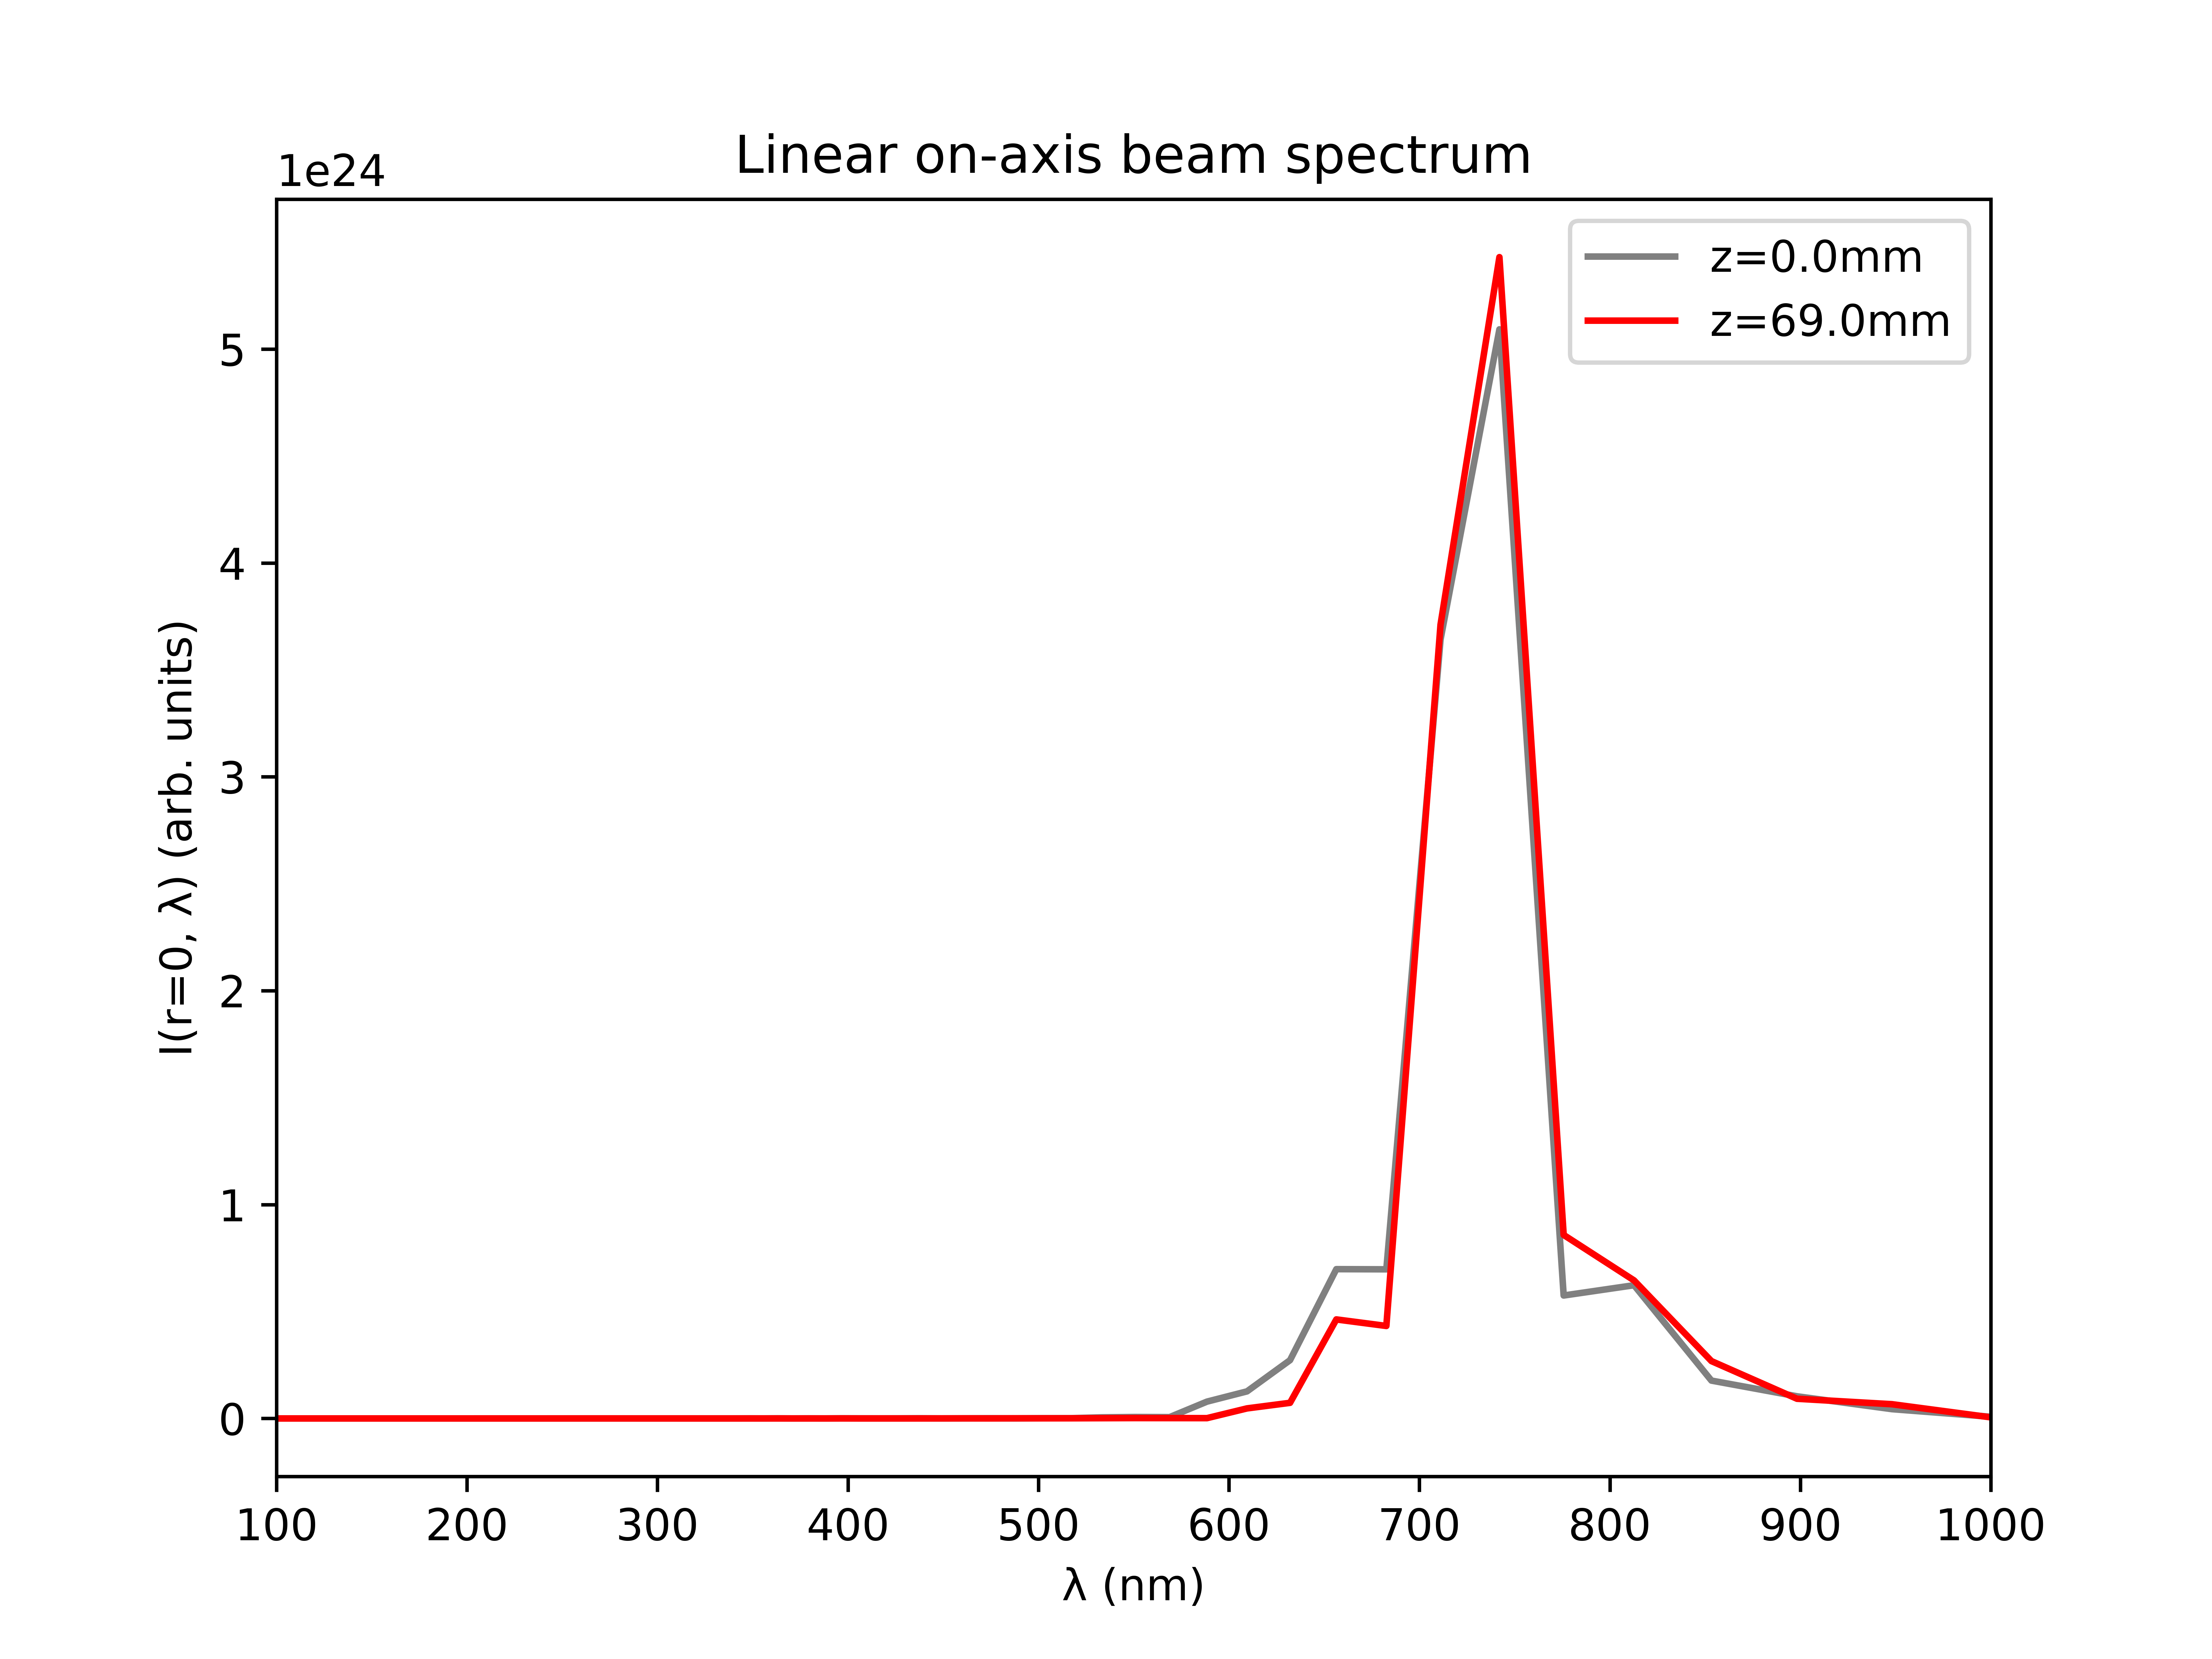 Linear on-axis beam spectrum
1e24
z=0.0mm
z=69.0mm
5
4
3
2
1
0
I(r=0, λ) (arb. units)
100 200 300 400 500 600 700 800 900 1000
λ (nm)